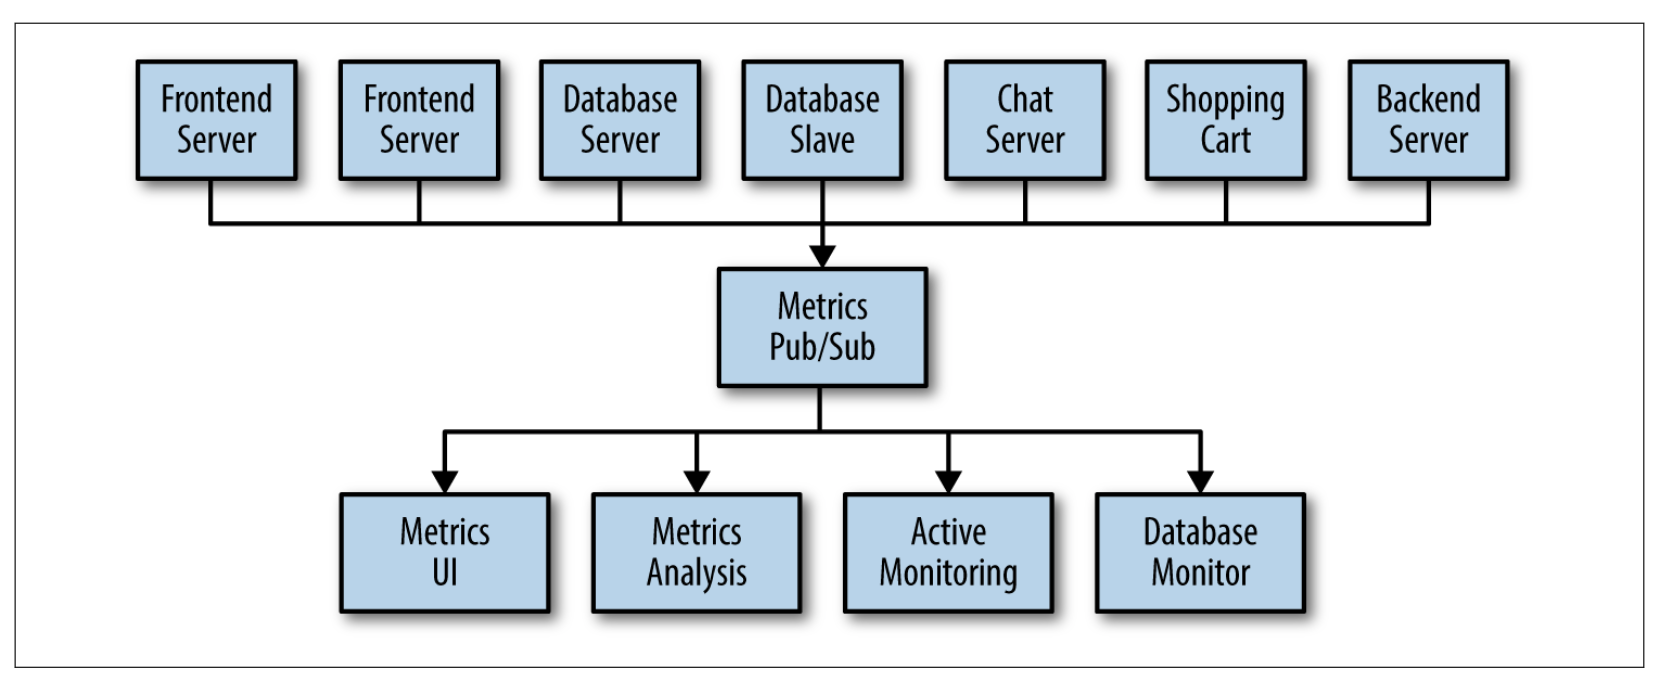 Frontend
Server
Frontend
Server
Database
Server
Database
Slave
Chat
Server
Shopping
Cart
Backend
Server
Metrics
Pub/Sub
Metrics
UI
Metrics
Analysis
Active
Monitoring
Database
Monitor